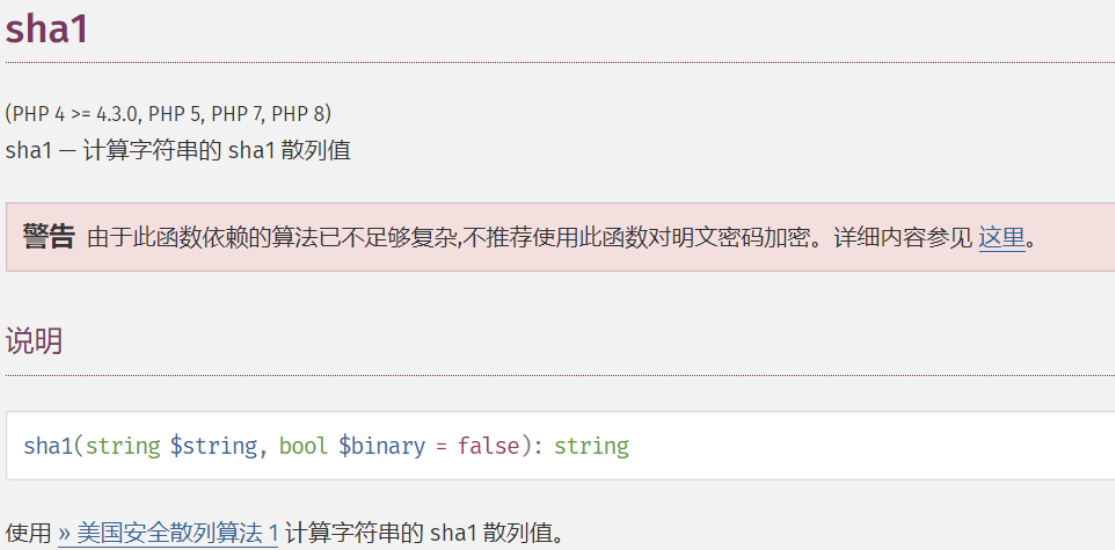 sha1
(PHP 4 >= 4.3.0, PHP 5, PHP 7, PHP 8)
sha1 — 计算字符串的 sha1 散列值
警告 由于此函数依赖的算法已不足够复杂,不推荐使用此函数对明文密码加密。详细内容参见 这里。
说明
sha1(string $string, bool $binary = false): string
使用 » 美国安全散列算法 1 计算字符串的 sha1 散列值。